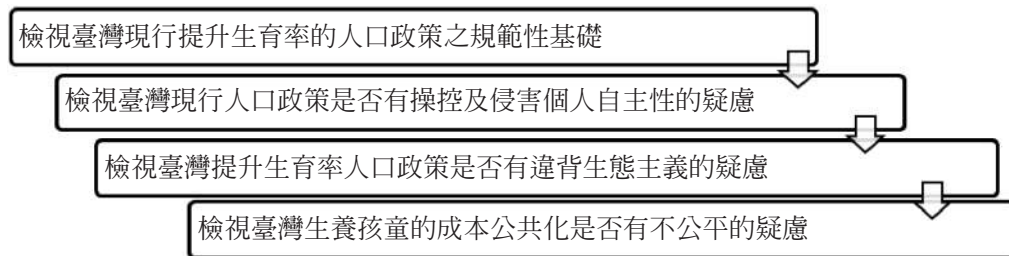 檢視臺灣現行提升生育率的人口政策之規範性基礎
檢視臺灣現行人口政策是否有操控及侵害個人自主性的疑慮
檢視臺灣提升生育率人口政策是否有違背生態主義的疑慮
檢視臺灣生養孩童的成本公共化是否有不公平的疑慮